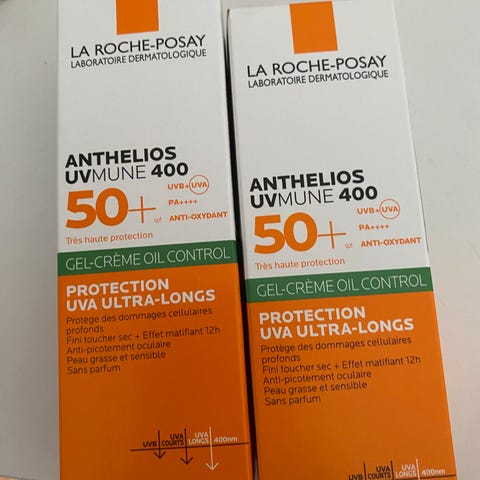 LA ROCHE-POSAY
LABORATOIRE DERMATOLOGIQUE
ANTHELIOS
UVMUNE 400
50+ spf
UVB+UVA
PA++++
ANTI-OXYDANT
Très haute protection
GEL-CRÈME OIL CONTROL
PROTECTION
UVA ULTRA-LONGS
Protège des dommages cellulaires
profonds
Fini toucher sec + Effet matifiant 12h
Anti-picotement oculaire
Peau grasse et sensible
Sans parfum
UVB
UVA COURTS
UVA LONGS
400nm
LA ROCHE-POSAY
LABORATOIRE DERMATOLOGIQUE
ANTHELIOS
UVMUNE 400
50+ spf
UVB+UVA
PA++++
ANTI-OXYDANT
Très haute protection
GEL-CRÈME OIL CONTROL
PROTECTION
UVA ULTRA-LONGS
Protège des dommages cellulaires
profonds
Fini toucher sec + Effet matifiant 12h
Anti-picotement oculaire
Peau grasse et sensible
Sans parfum
UVB
UVA COURTS
UVA LONGS
400nm